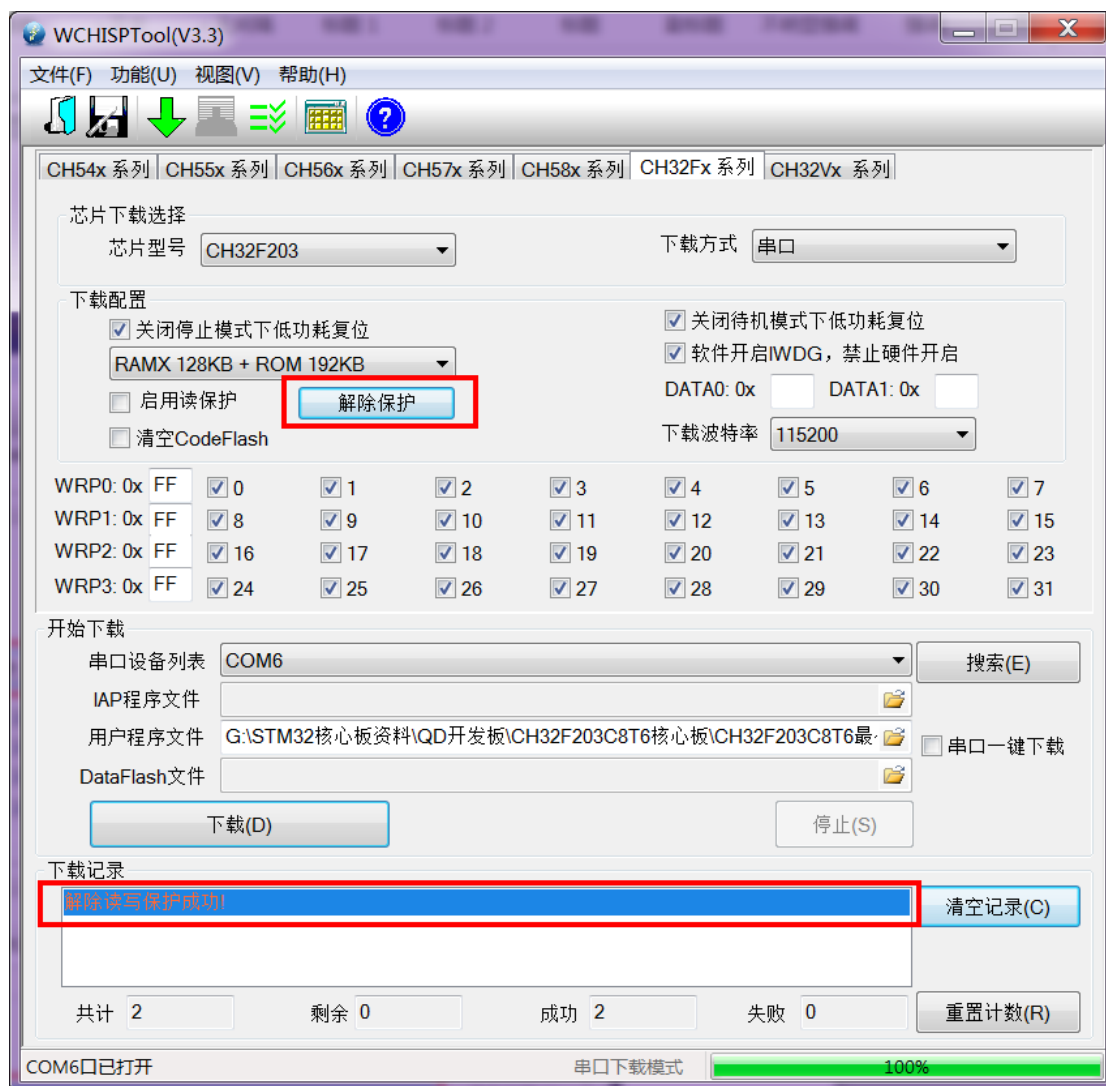 WCHISPTool(V3.3)
文件(F) 功能(U) 视图(V) 帮助(H)
CH54x 系列 CH55x 系列 CH56x 系列 CH57x 系列 CH58x 系列 CH32Fx 系列 CH32Vx 系列
芯片下载选择
芯片型号 CH32F203 下载方式 串口
下载配置
关闭停止模式下低功耗复位 关闭待机模式下低功耗复位
RAMX 128KB + ROM 192KB 软件开启IWDG，禁止硬件开启
启用读保护 解除保护 DATA0: 0x DATA1: 0x
清空CodeFlash 下载波特率 115200
WRP0: 0x FF 0 1 2 3 4 5 6 7
WRP1: 0x FF 8 9 10 11 12 13 14 15
WRP2: 0x FF 16 17 18 19 20 21 22 23
WRP3: 0x FF 24 25 26 27 28 29 30 31
开始下载
串口设备列表 COM6 搜索(E)
IAP程序文件
用户程序文件 G:\STM32核心板资料\QD开发板\CH32F203C8T6核心板\CH32F203C8T6最 串口一键下载
DataFlash文件
下载(D) 停止(S)
下载记录
解除读写保护成功! 清空记录(C)
共计 2 剩余 0 成功 2 失败 0 重置计数(R)
COM6口已打开 串口下载模式 100%